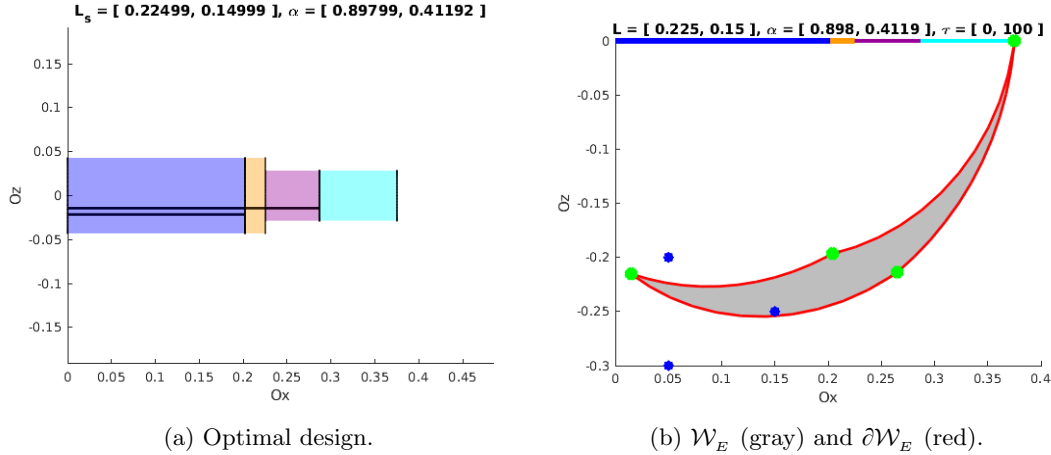 L_s = [ 0.22499, 0.14999 ], α = [ 0.89799, 0.41192 ]
0.15
0.1
0.05
0
-0.05
-0.1
-0.15
Oz
0 0.05 0.1 0.15 0.2 0.25 0.3 0.35 0.4 0.45
Ox
(a) Optimal design.
L = [ 0.225, 0.15 ], α = [ 0.898, 0.4119 ], τ = [ 0, 100 ]
0
-0.05
-0.1
-0.15
-0.2
-0.25
-0.3
Oz
0 0.05 0.1 0.15 0.2 0.25 0.3 0.35 0.4
Ox
(b) 𝒲_E (gray) and ∂𝒲_E (red).